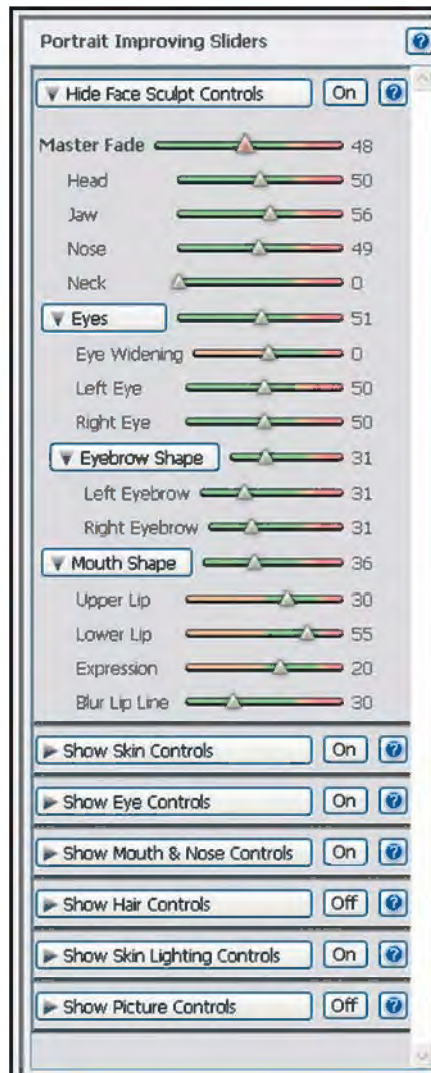 Portrait Improving Sliders ?
▼ Hide Face Sculpt Controls On ?
Master Fade 48
Head 50
Jaw 56
Nose 49
Neck 0
▼ Eyes 51
Eye Widening 0
Left Eye 50
Right Eye 50
▼ Eyebrow Shape 31
Left Eyebrow 31
Right Eyebrow 31
▼ Mouth Shape 36
Upper Lip 30
Lower Lip 55
Expression 20
Blur Lip Line 30
▶ Show Skin Controls On ?
▶ Show Eye Controls On ?
▶ Show Mouth & Nose Controls On ?
▶ Show Hair Controls Off ?
▶ Show Skin Lighting Controls On ?
▶ Show Picture Controls Off ?